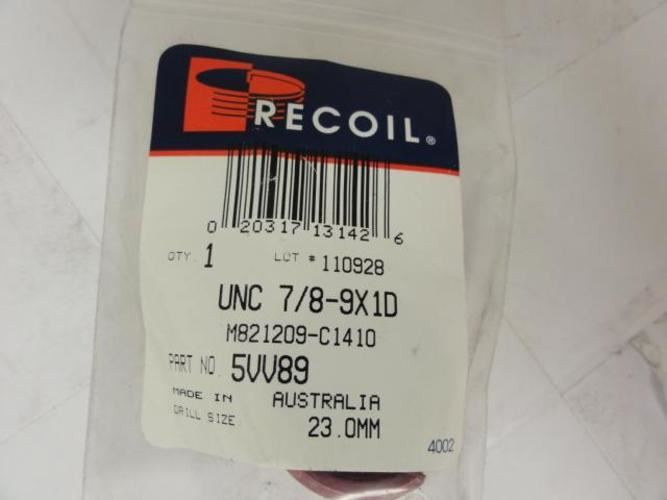 RECOIL®
0 20317 13142 6
QTY. 1 LOT # 110928
UNC 7/8-9X1D
M821209-C1410
PART NO. 5VV89
MADE IN AUSTRALIA
DRILL SIZE 23.0MM
4002